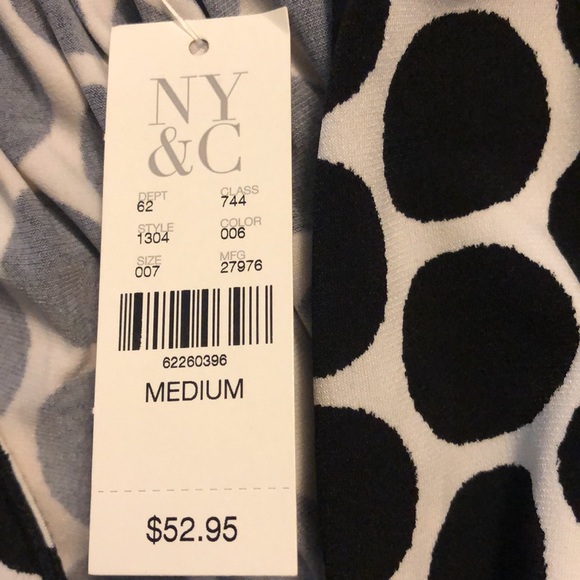 NY
&C
DEPT CLASS
62 744
STYLE COLOR
1304 006
SIZE MFG
007 27976
62260396
MEDIUM
$52.95